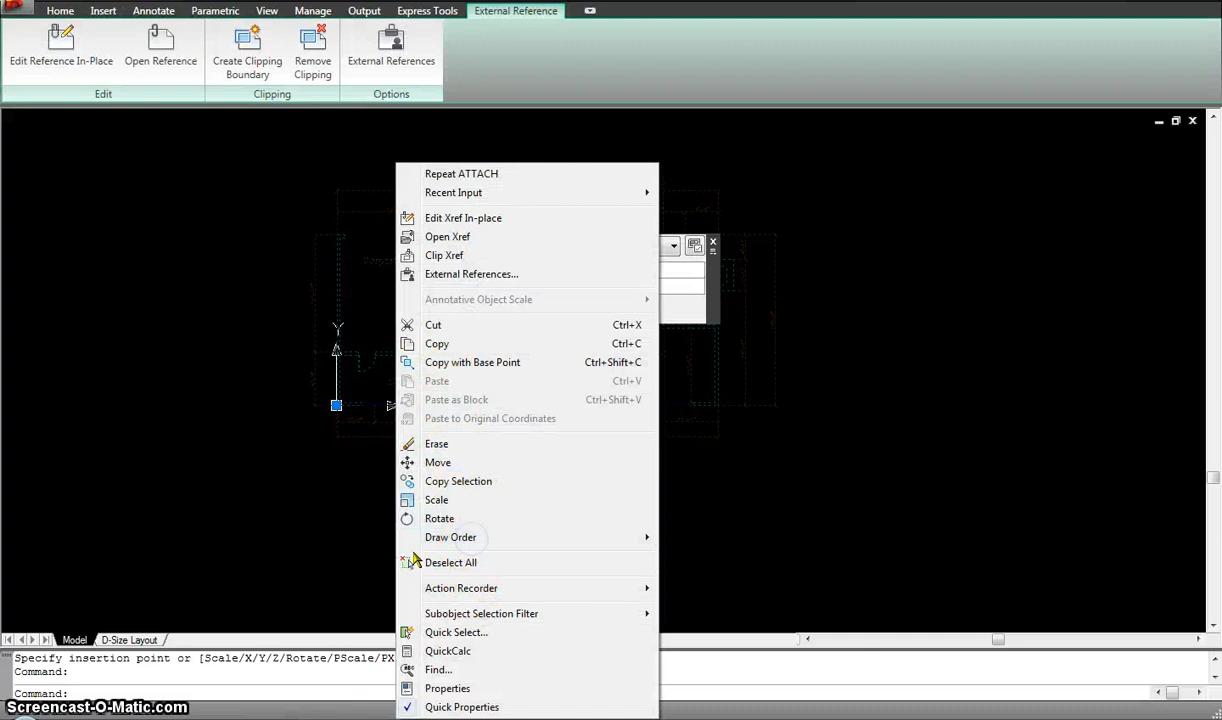 Home Insert Annotate Parametric View Manage Output Express Tools External Reference
Edit Reference In-Place Open Reference Create Clipping Boundary Remove Clipping External References
Edit Clipping Options
Repeat ATTACH
Recent Input
Edit Xref In-place
Open Xref
Clip Xref
External References...
Annotative Object Scale
Cut Ctrl+X
Copy Ctrl+C
Copy with Base Point Ctrl+Shift+C
Paste Ctrl+V
Paste as Block Ctrl+Shift+V
Paste to Original Coordinates
Erase
Move
Copy Selection
Scale
Rotate
Draw Order
Deselect All
Action Recorder
Subobject Selection Filter
Quick Select...
QuickCalc
Find...
Properties
Quick Properties
Y
Model D-Size Layout
Specify insertion point or [Scale/X/Y/Z/Rotate/PScale/PX
Command:
Command:
Screencast-O-Matic.com